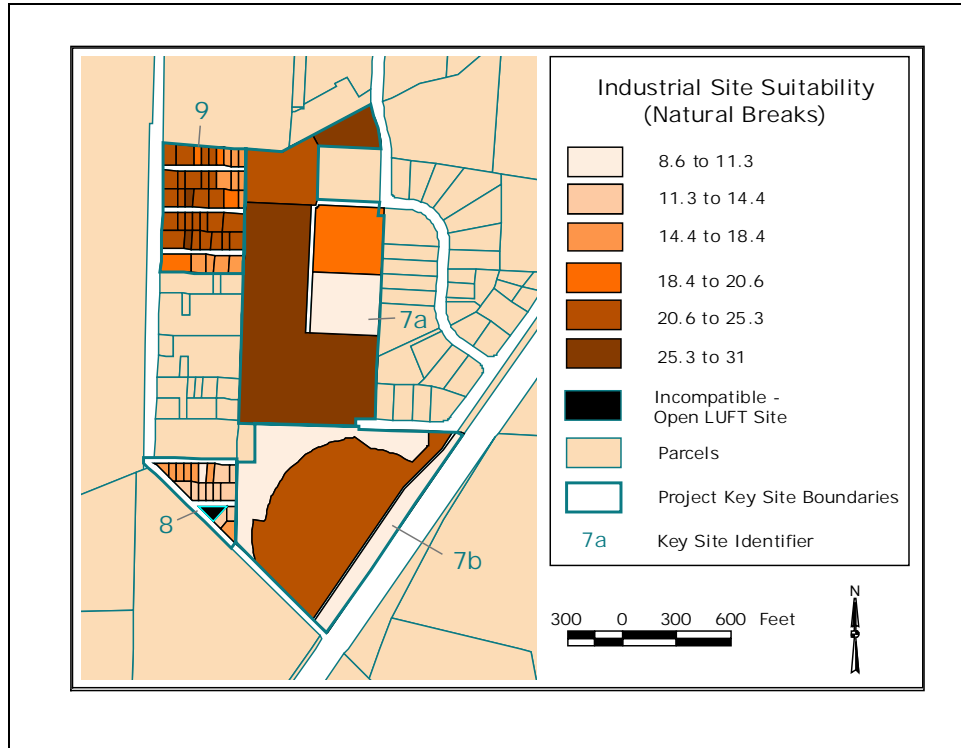 9
7a
8
7b
Industrial Site Suitability
(Natural Breaks)
8.6 to 11.3
11.3 to 14.4
14.4 to 18.4
18.4 to 20.6
20.6 to 25.3
25.3 to 31
Incompatible -
Open LUFT Site
Parcels
Project Key Site Boundaries
7a Key Site Identifier
300 0 300 600 Feet
N